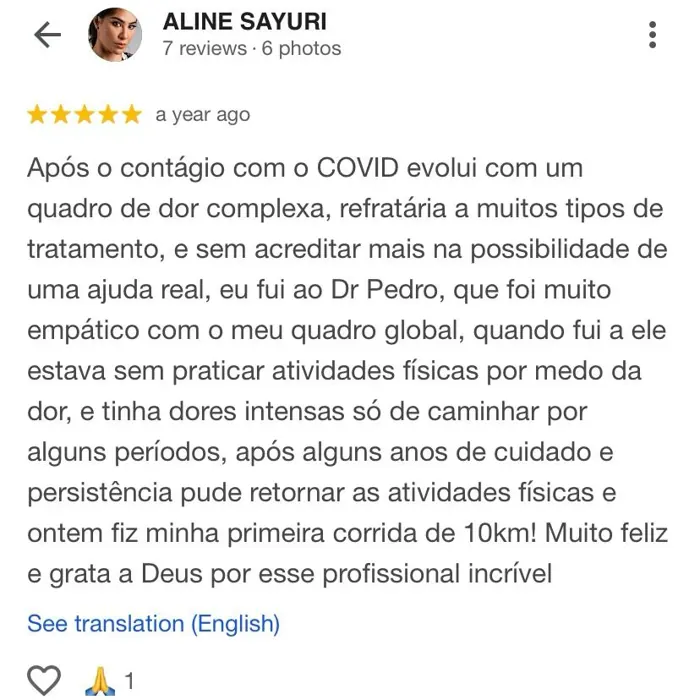 ALINE SAYURI
7 reviews · 6 photos
a year ago
Após o contágio com o COVID evolui com um
quadro de dor complexa, refratária a muitos tipos de
tratamento, e sem acreditar mais na possibilidade de
uma ajuda real, eu fui ao Dr Pedro, que foi muito
empático com o meu quadro global, quando fui a ele
estava sem praticar atividades físicas por medo da
dor, e tinha dores intensas só de caminhar por
alguns períodos, após alguns anos de cuidado e
persistência pude retornar as atividades físicas e
ontem fiz minha primeira corrida de 10km! Muito feliz
e grata a Deus por esse profissional incrível
See translation (English)
1